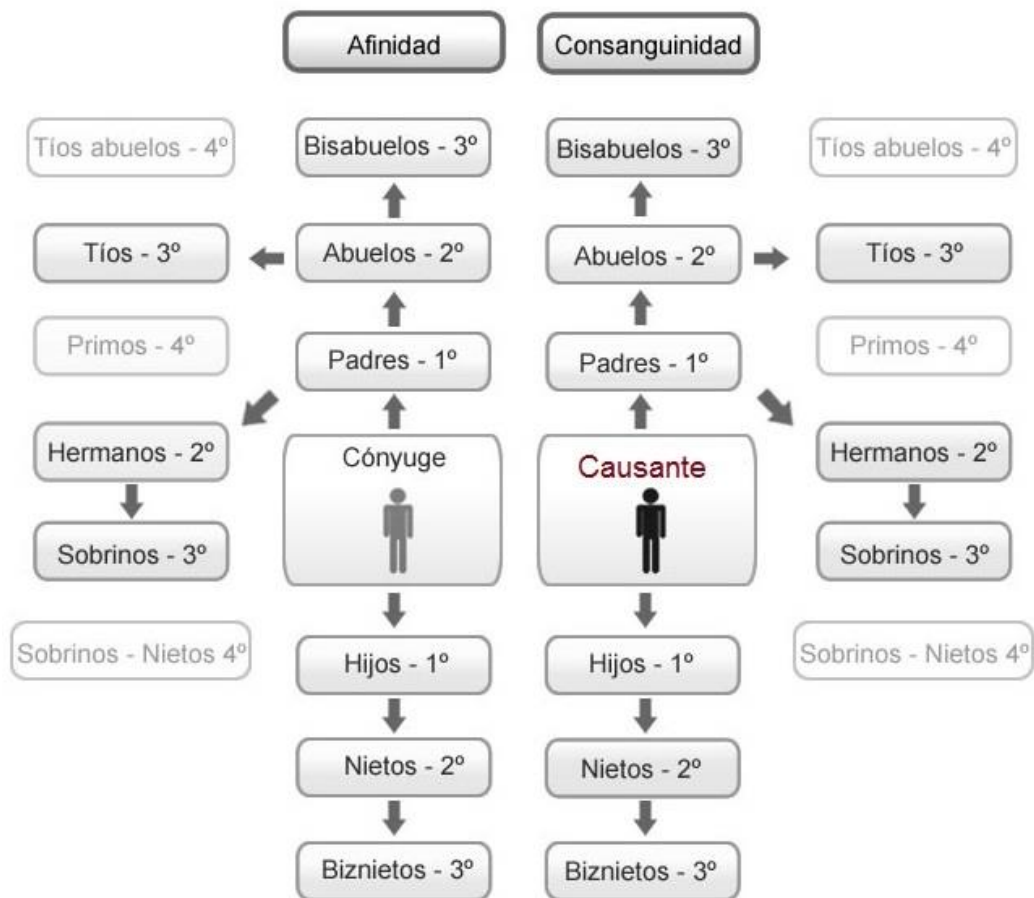 Afinidad Consanguinidad
Tíos abuelos - 4º Bisabuelos - 3º Bisabuelos - 3º Tíos abuelos - 4º
Tíos - 3º Abuelos - 2º Abuelos - 2º Tíos - 3º
Primos - 4º Padres - 1º Padres - 1º Primos - 4º
Hermanos - 2º Cónyuge Causante Hermanos - 2º
Sobrinos - 3º Sobrinos - 3º
Sobrinos - Nietos 4º Hijos - 1º Hijos - 1º Sobrinos - Nietos 4º
Nietos - 2º Nietos - 2º
Biznietos - 3º Biznietos - 3º